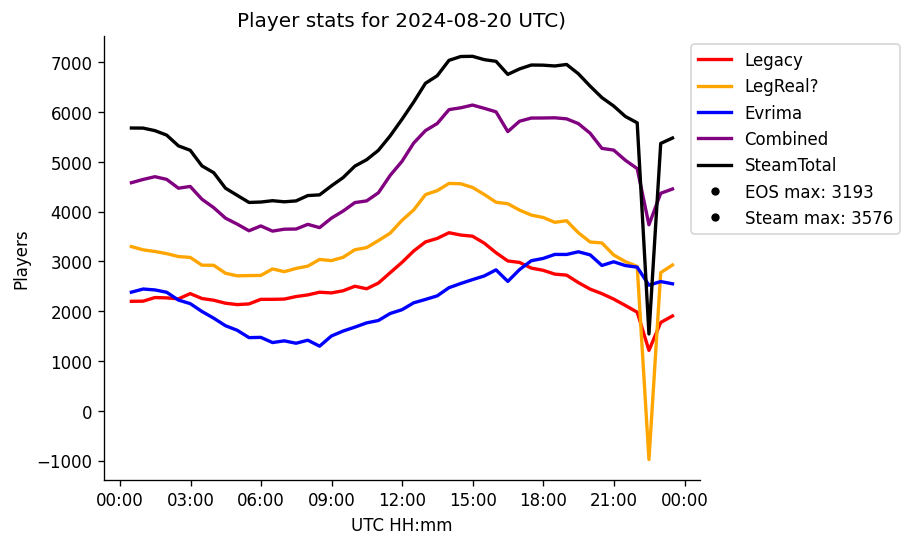 Player stats for 2024-08-20 UTC)
Legacy
LegReal?
Evrima
Combined
SteamTotal
EOS max: 3193
Steam max: 3576
Players
7000
6000
5000
4000
3000
2000
1000
0
−1000
00:00 03:00 06:00 09:00 12:00 15:00 18:00 21:00 00:00
UTC HH:mm